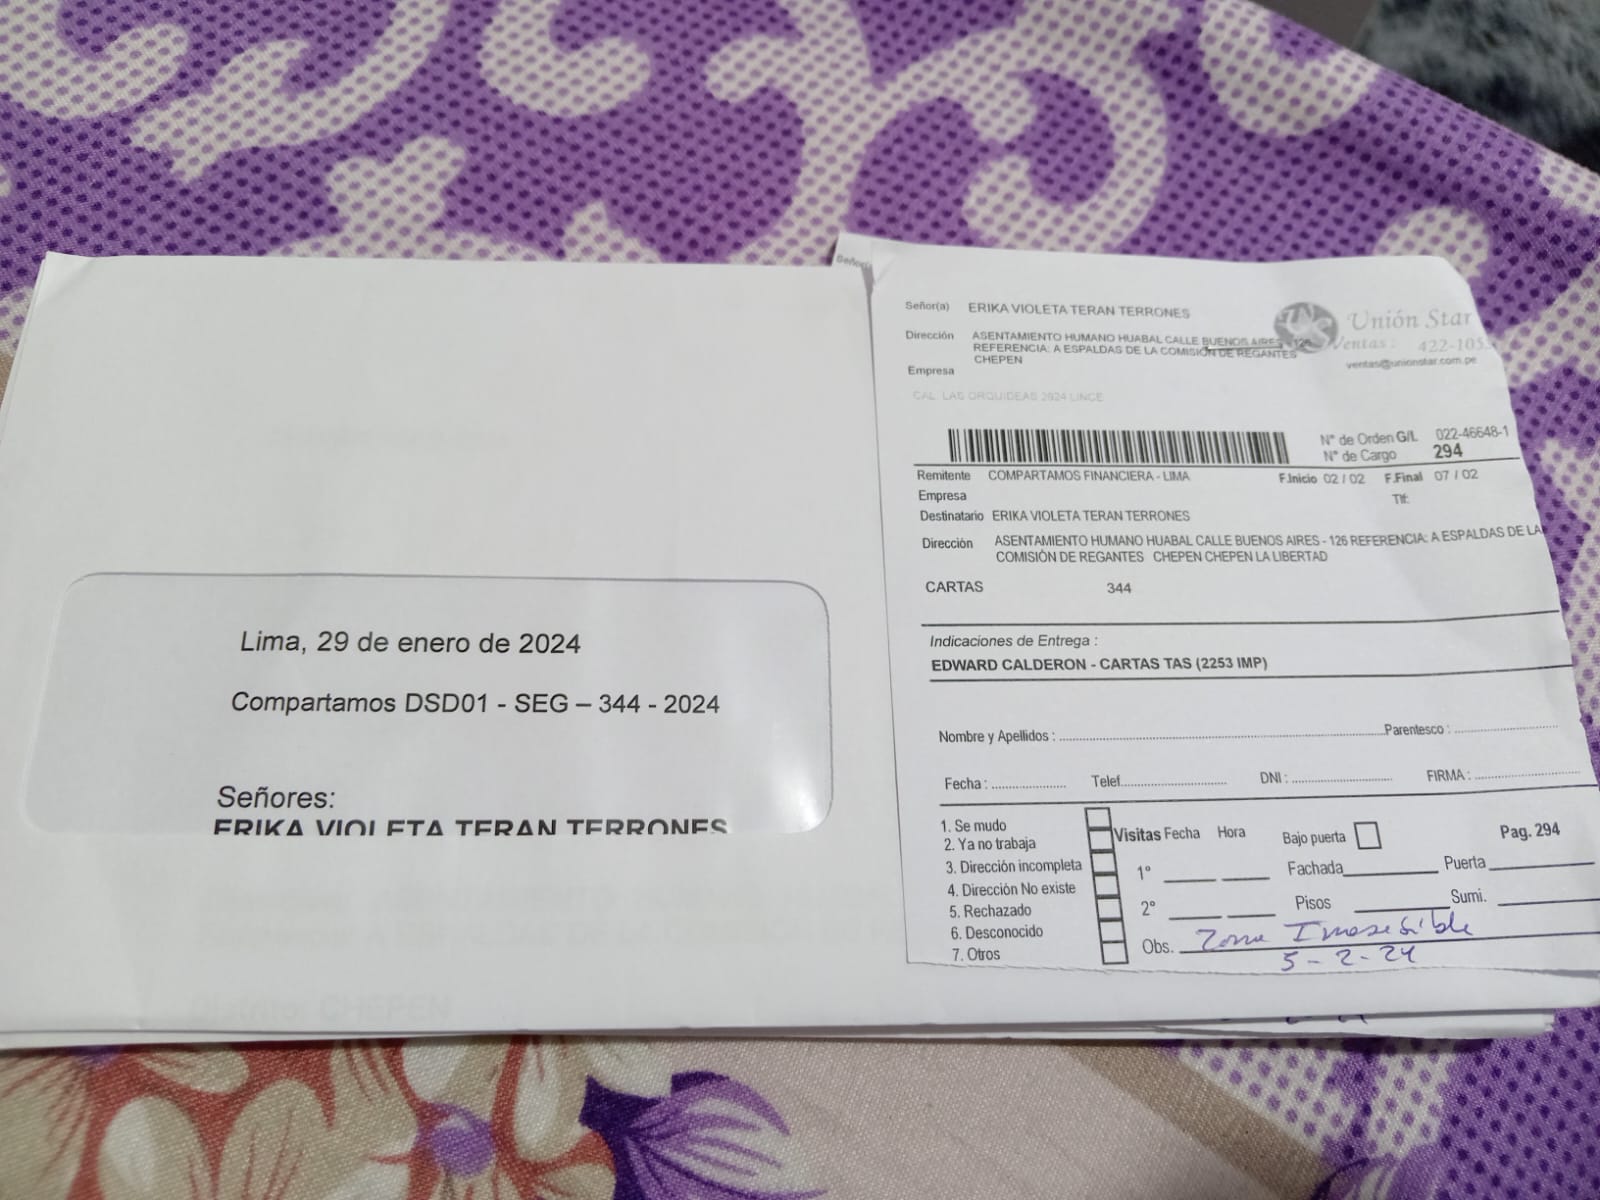 Lima, 29 de enero de 2024
Compartamos DSD01 - SEG – 344 - 2024
Señores:
ERIKA VIOLETA TERAN TERRONES
Distrito: CHEPEN
Señor(a) ERIKA VIOLETA TERAN TERRONES
Dirección ASENTAMIENTO HUMANO HUABAL CALLE BUENOS AIRES - 126
REFERENCIA: A ESPALDAS DE LA COMISIÓN DE REGANTES
CHEPEN
Empresa
CAL. LAS ORQUIDEAS 2024 LINCE
Unión Star
Ventas: 422-105
ventas@unionstar.com.pe
N° de Orden G/L 022-46648-1
N° de Cargo 294
Remitente COMPARTAMOS FINANCIERA - LIMA F.Inicio 02 / 02 F.Final 07 / 02
Empresa Tlf:
Destinatario ERIKA VIOLETA TERAN TERRONES
Dirección ASENTAMIENTO HUMANO HUABAL CALLE BUENOS AIRES - 126 REFERENCIA: A ESPALDAS DE LA
COMISIÓN DE REGANTES CHEPEN CHEPEN LA LIBERTAD
CARTAS 344
Indicaciones de Entrega :
EDWARD CALDERON - CARTAS TAS (2253 IMP)
Nombre y Apellidos : Parentesco :
Fecha : Telef. DNI : FIRMA :
1. Se mudo
2. Ya no trabaja
3. Dirección incompleta
4. Dirección No existe
5. Rechazado
6. Desconocido
7. Otros
Visitas Fecha Hora Bajo puerta Pag. 294
1° Fachada Puerta
2° Pisos Sumi.
Obs. Zona
5-2-24